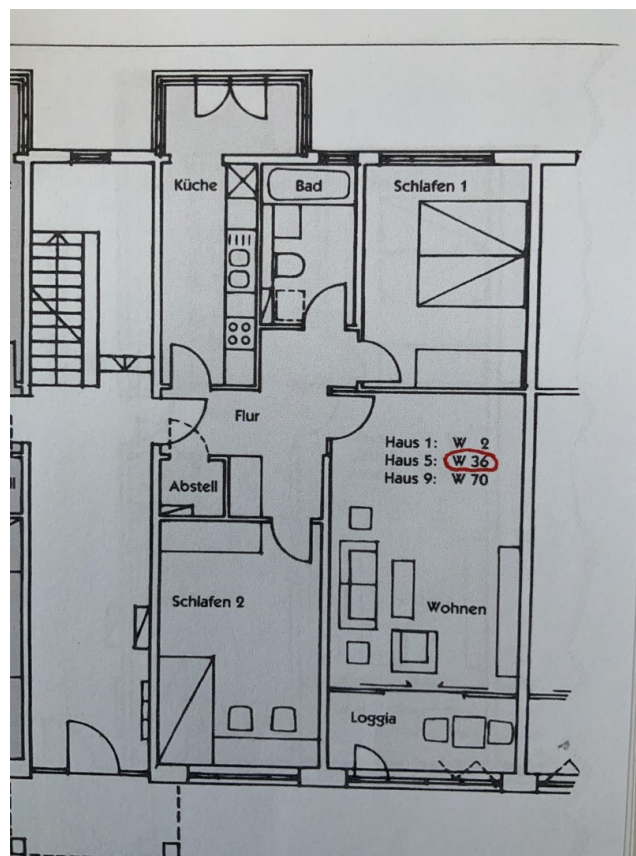 Küche
Bad
Schlafen 1
Flur
Haus 1: W 2
Haus 5: W 36
Haus 9: W 70
Abstell
Schlafen 2
Wohnen
Loggia